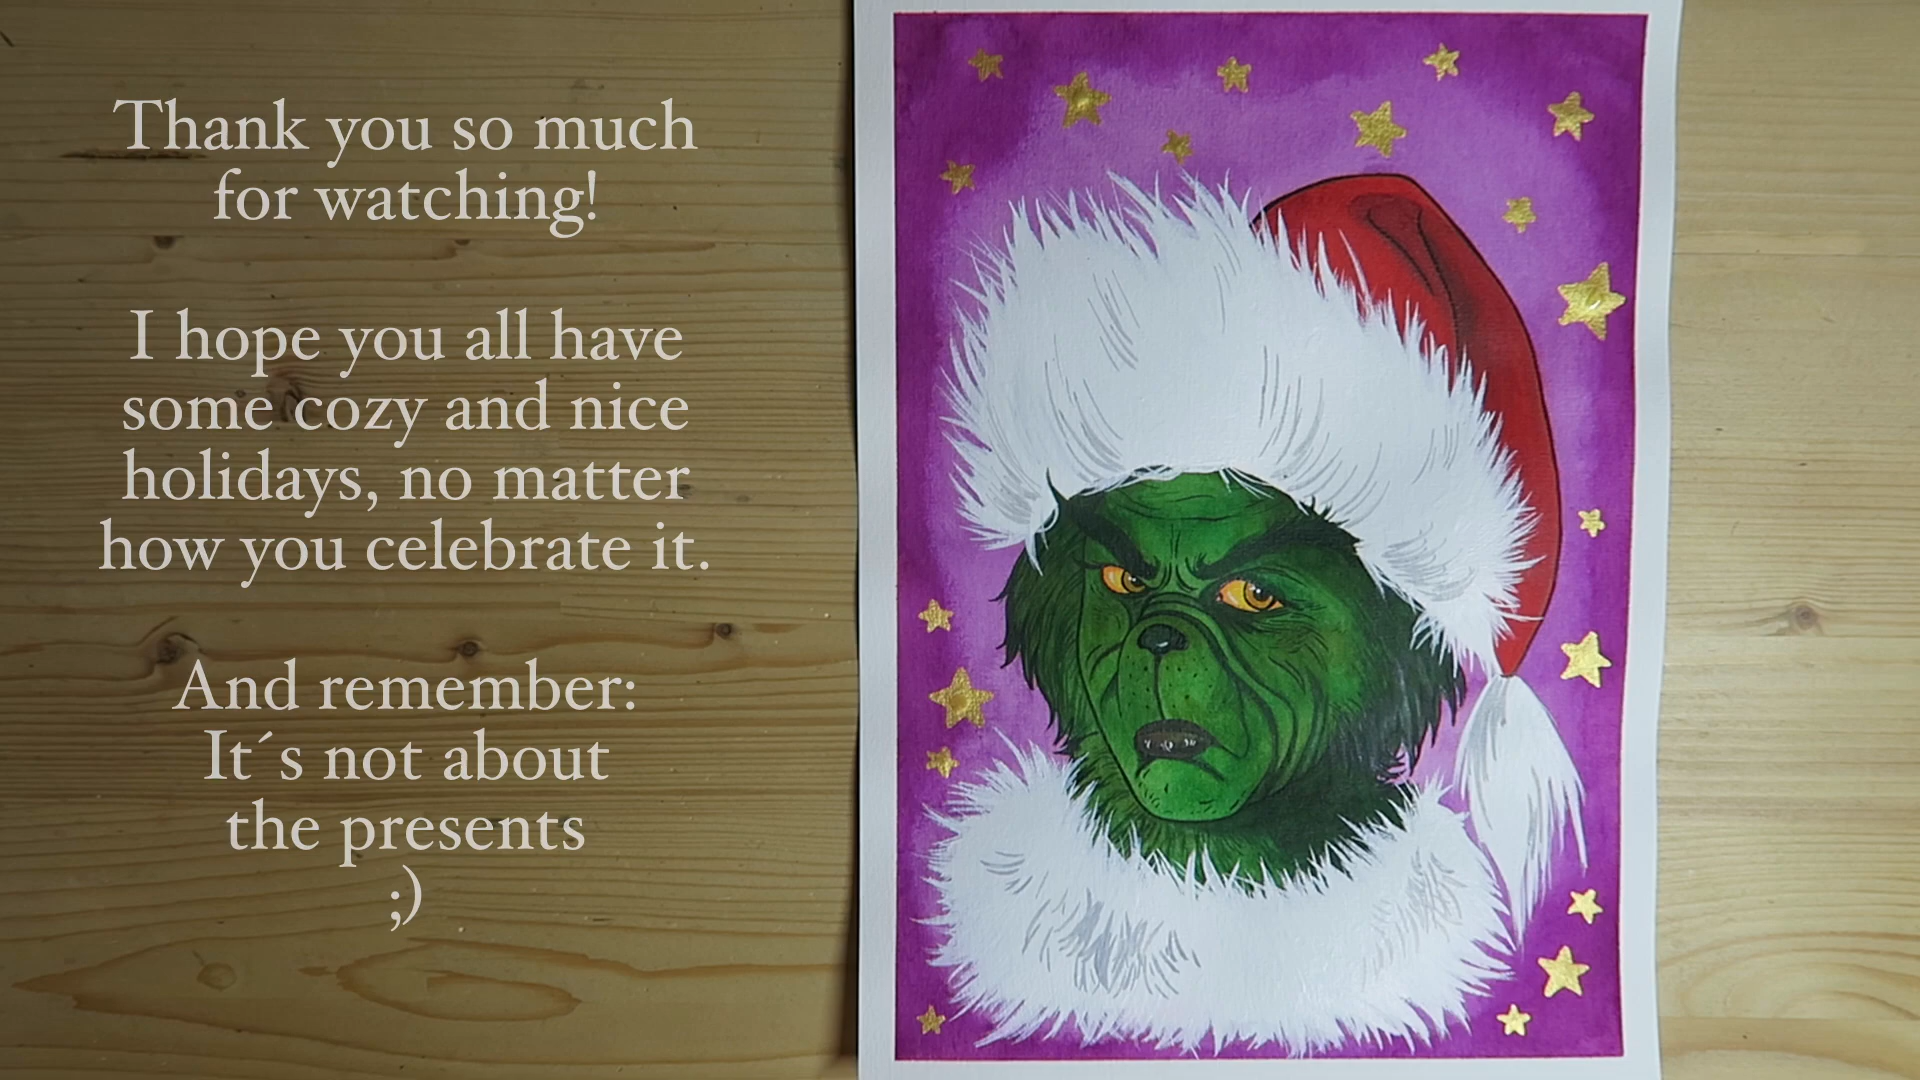 Thank you so much
for watching!
I hope you all have
some cozy and nice
holidays, no matter
how you celebrate it.
And remember:
It´s not about
the presents
;)